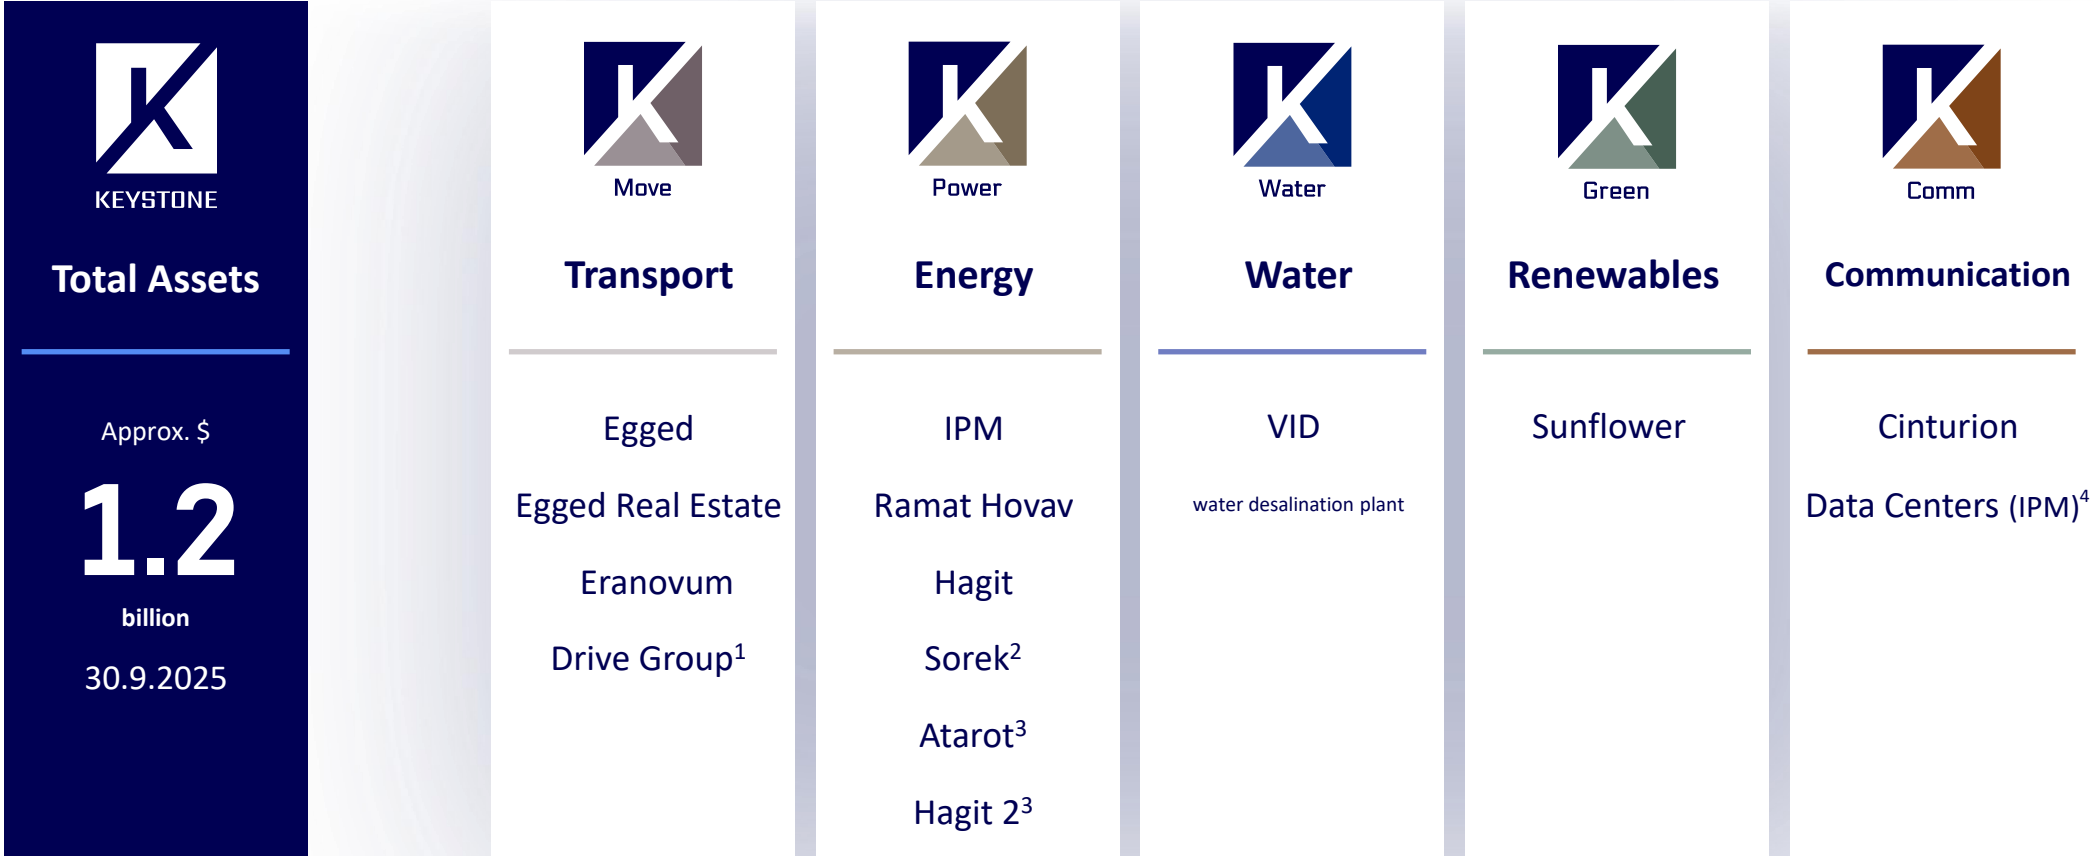 KEYSTONE
Total Assets
Approx. $
1.2
billion
30.9.2025
Move
Transport
Egged
Egged Real Estate
Eranovum
Drive Group¹
Power
Energy
IPM
Ramat Hovav
Hagit
Sorek²
Atarot³
Hagit 2³
Water
Water
VID
water desalination plant
Green
Renewables
Sunflower
Comm
Communication
Cinturion
Data Centers (IPM)⁴